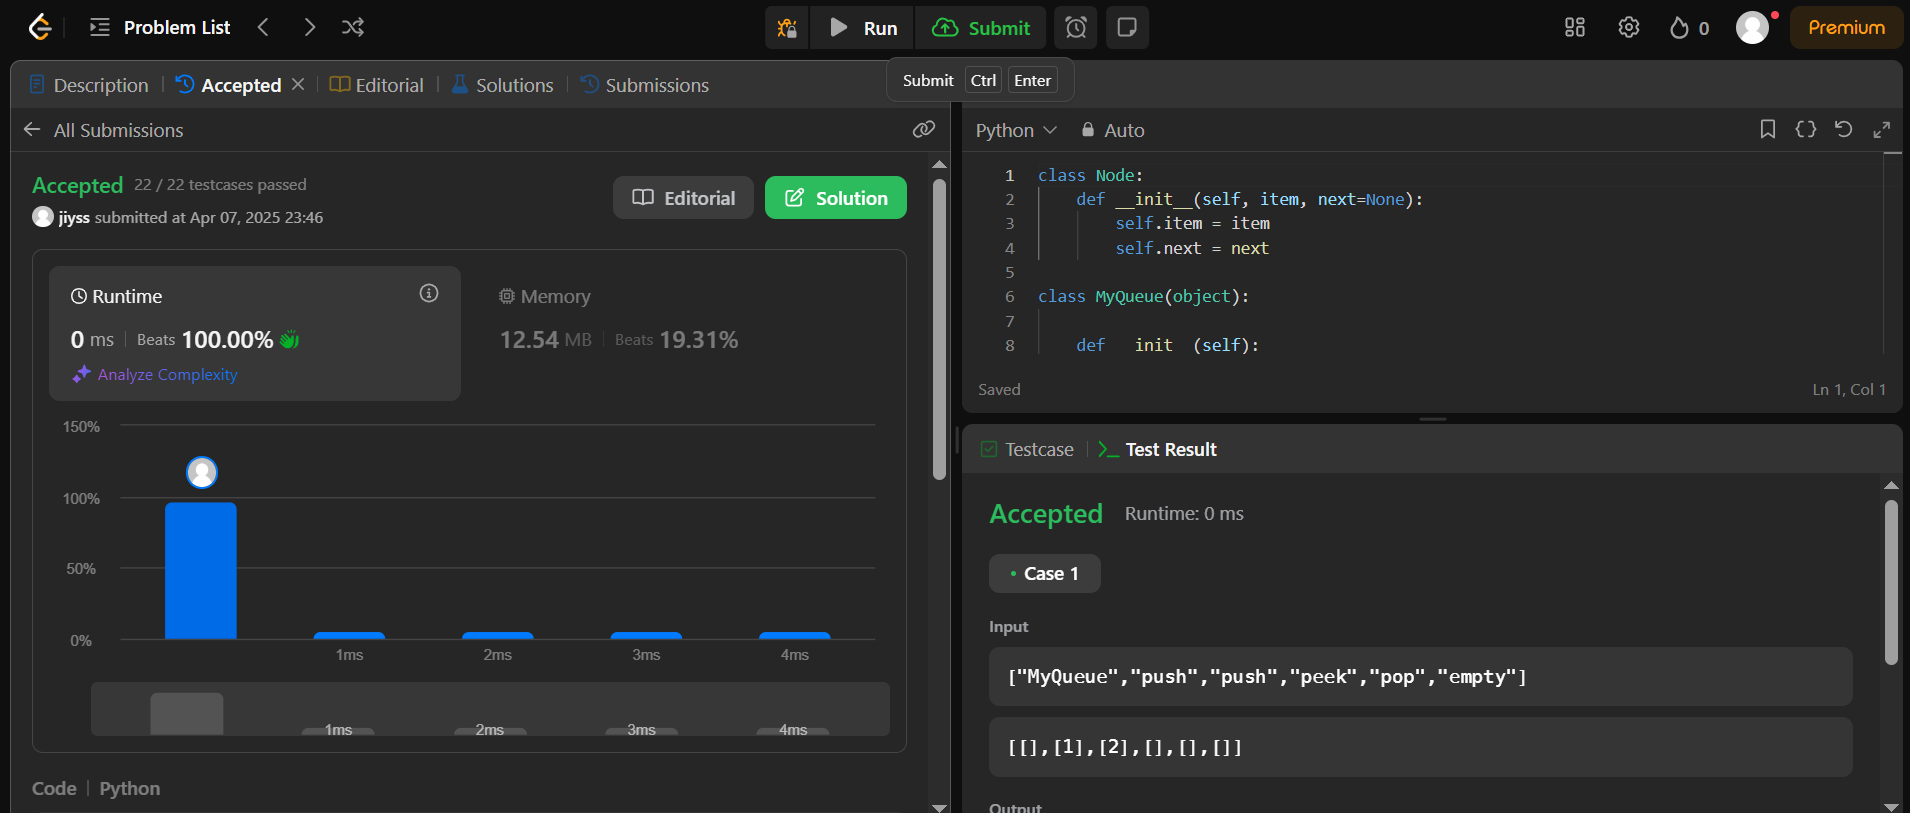 Problem List
Run
Submit
0
Premium
Description
Accepted
Editorial
Solutions
Submissions
Submit Ctrl Enter
All Submissions
Accepted 22 / 22 testcases passed
jiyss submitted at Apr 07, 2025 23:46
Editorial
Solution
Runtime
0 ms Beats 100.00%
Analyze Complexity
Memory
12.54 MB Beats 19.31%
150%
100%
50%
0%
1ms 2ms 3ms 4ms
1ms 2ms 3ms 4ms
Code Python
Python Auto
1 class Node:
2 def __init__(self, item, next=None):
3 self.item = item
4 self.next = next
5
6 class MyQueue(object):
7
8 def __init__(self):
Saved
Ln 1, Col 1
Testcase
Test Result
Accepted Runtime: 0 ms
Case 1
Input
["MyQueue","push","push","peek","pop","empty"]
[[],[1],[2],[],[],[]]
Output